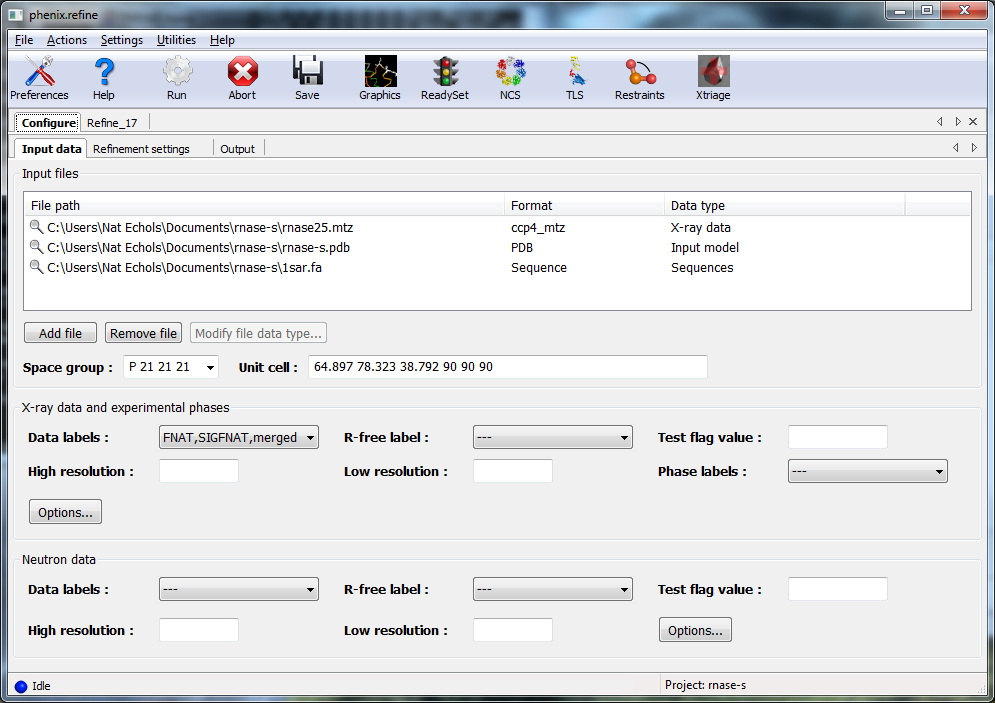 phenix.refine
File Actions Settings Utilities Help
Preferences Help Run Abort Save Graphics ReadySet NCS TLS Restraints Xtriage
Configure Refine_17
Input data Refinement settings Output
Input files
File path Format Data type
C:\Users\Nat Echols\Documents\rnase-s\rnase25.mtz ccp4_mtz X-ray data
C:\Users\Nat Echols\Documents\rnase-s\rnase-s.pdb PDB Input model
C:\Users\Nat Echols\Documents\rnase-s\1sar.fa Sequence Sequences
Add file Remove file Modify file data type...
Space group : P 21 21 21 Unit cell : 64.897 78.323 38.792 90 90 90
X-ray data and experimental phases
Data labels : FNAT,SIGFNAT,merged R-free label : --- Test flag value :
High resolution : Low resolution : Phase labels : ---
Options...
Neutron data
Data labels : --- R-free label : --- Test flag value :
High resolution : Low resolution : Options...
Idle Project: rnase-s